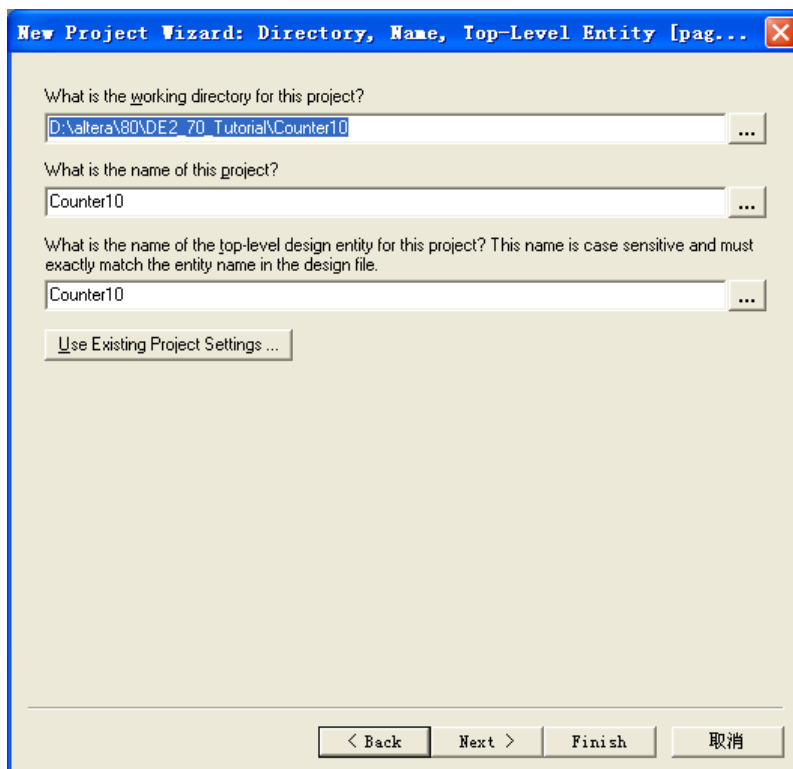 New Project Wizard: Directory, Name, Top-Level Entity [pag...
What is the working directory for this project?
D:\altera\80\DE2_70_Tutorial\Counter10
...
What is the name of this project?
Counter10
...
What is the name of the top-level design entity for this project? This name is case sensitive and must
exactly match the entity name in the design file.
Counter10
...
Use Existing Project Settings ...
< Back
Next >
Finish
取消